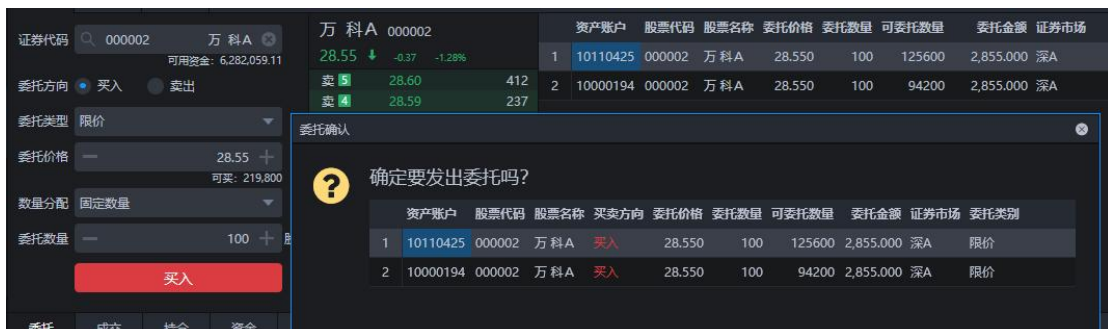 证券代码 000002 万 科A
可用资金: 6,282,059.11
委托方向 买入 卖出
委托类型 限价
委托价格 28.55
可买: 219,800
数量分配 固定数量
委托数量 100
买入
委托 成交 持仓 资金
万 科A 000002
28.55 -0.37 -1.28%
卖 5 28.60 412
卖 4 28.59 237
资产账户 股票代码 股票名称 委托价格 委托数量 可委托数量 委托金额 证券市场
1 10110425 000002 万 科A 28.550 100 125600 2,855.000 深A
2 10000194 000002 万 科A 28.550 100 94200 2,855.000 深A
委托确认
确定要发出委托吗?
资产账户 股票代码 股票名称 买卖方向 委托价格 委托数量 可委托数量 委托金额 证券市场 委托类别
1 10110425 000002 万 科A 买入 28.550 100 125600 2,855.000 深A 限价
2 10000194 000002 万 科A 买入 28.550 100 94200 2,855.000 深A 限价